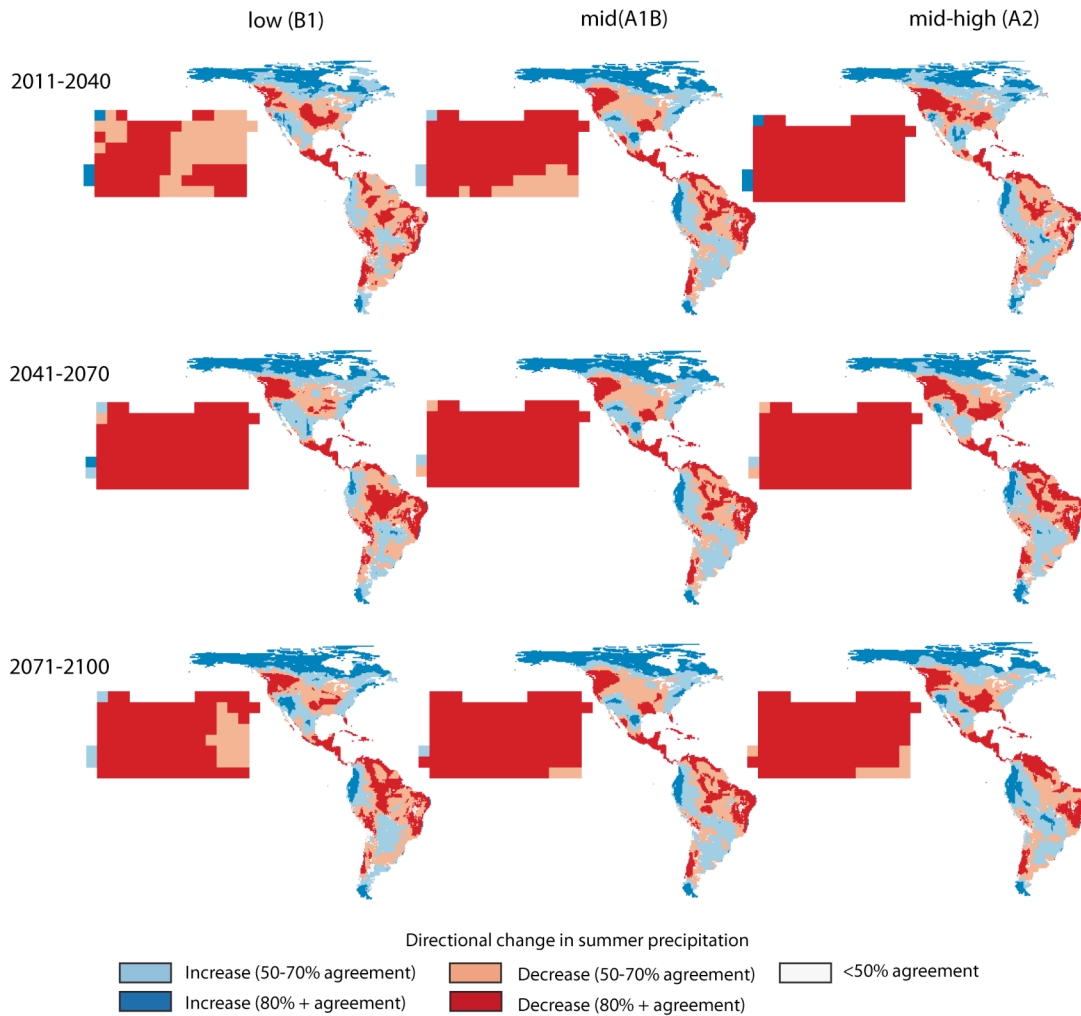 low (B1) mid(A1B) mid-high (A2)
2011-2040
2041-2070
2071-2100
Directional change in summer precipitation
Increase (50-70% agreement) Decrease (50-70% agreement) <50% agreement
Increase (80% + agreement) Decrease (80% + agreement)